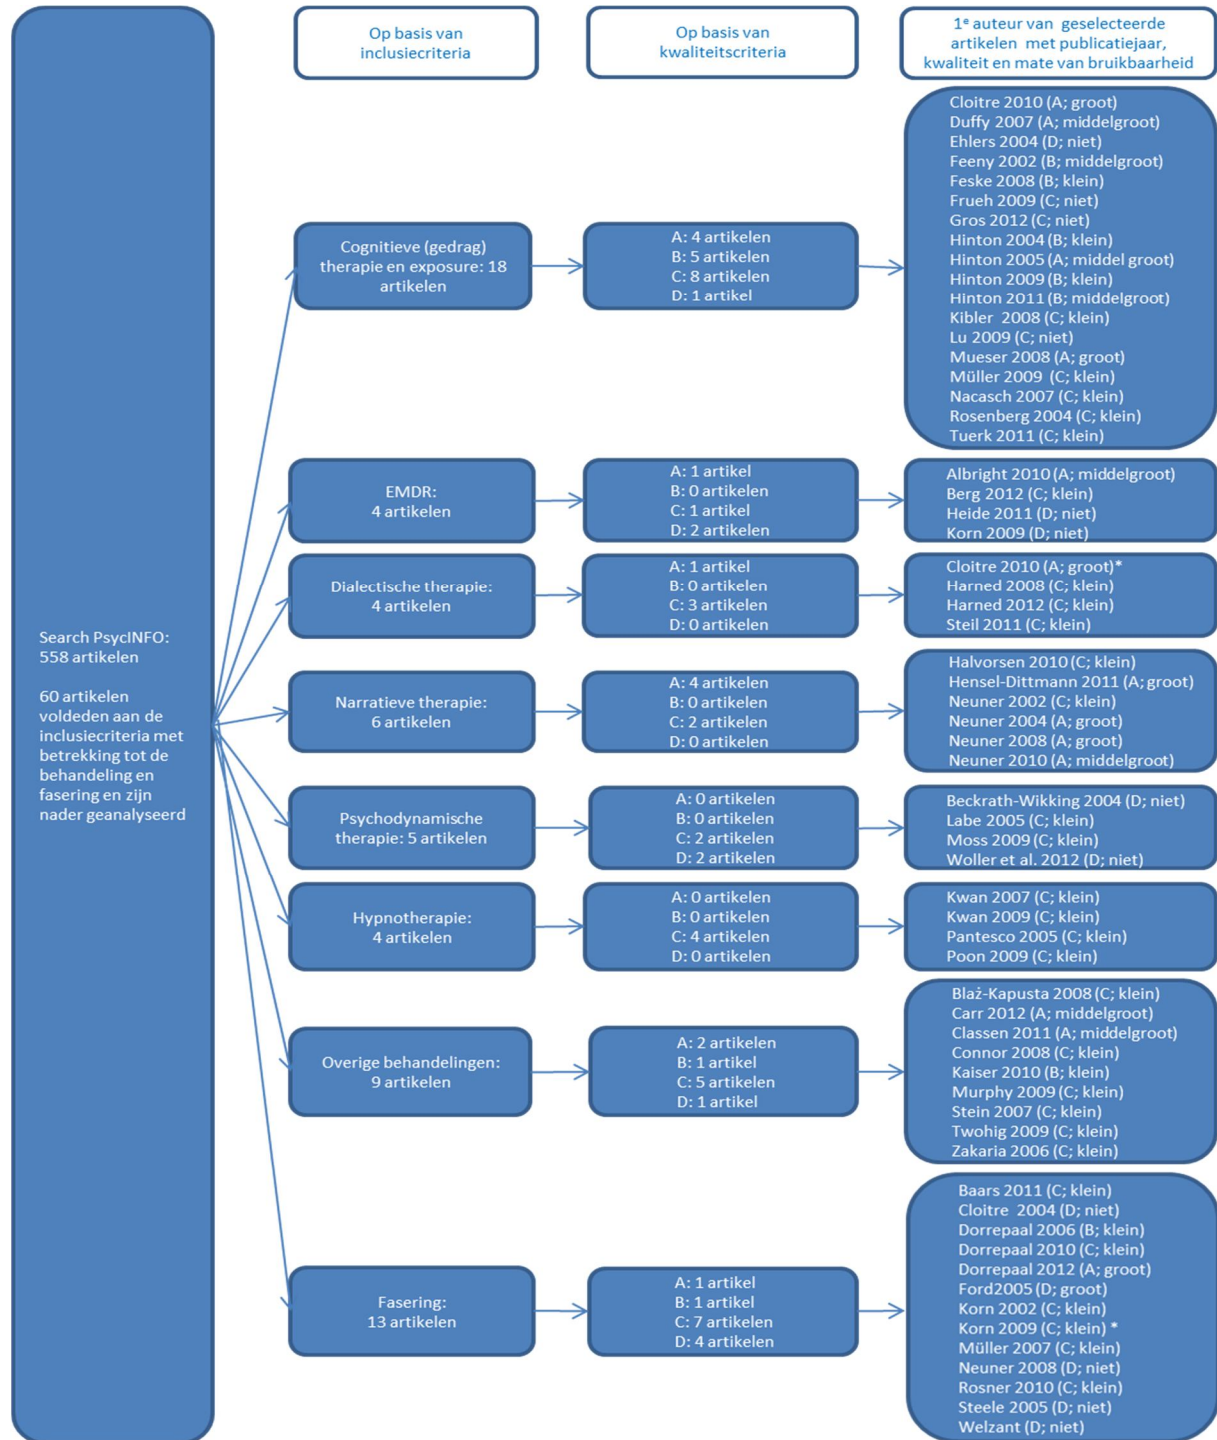 Op basis van
inclusiecriteria
Op basis van
kwaliteitscriteria
1e auteur van geselecteerde
artikelen met publicatiejaar,
kwaliteit en mate van bruikbaarheid
Search PsycINFO:
558 artikelen
60 artikelen
voldeden aan de
inclusiecriteria met
betrekking tot de
behandeling en
fasering en zijn
nader geanalyseerd
Cognitieve (gedrag)
therapie en exposure: 18
artikelen
A: 4 artikelen
B: 5 artikelen
C: 8 artikelen
D: 1 artikel
Cloitre 2010 (A; groot)
Duffy 2007 (A; middelgroot)
Ehlers 2004 (D; niet)
Feeny 2002 (B; middelgroot)
Feske 2008 (B; klein)
Frueh 2009 (C; niet)
Gros 2012 (C; niet)
Hinton 2004 (B; klein)
Hinton 2005 (A; middel groot)
Hinton 2009 (B; klein)
Hinton 2011 (B; middelgroot)
Kibler 2008 (C; klein)
Lu 2009 (C; niet)
Mueser 2008 (A; groot)
Müller 2009 (C; klein)
Nacasch 2007 (C; klein)
Rosenberg 2004 (C; klein)
Tuerk 2011 (C; klein)
EMDR:
4 artikelen
A: 1 artikel
B: 0 artikelen
C: 1 artikel
D: 2 artikelen
Albright 2010 (A; middelgroot)
Berg 2012 (C; klein)
Heide 2011 (D; niet)
Korn 2009 (D; niet)
Dialectische therapie:
4 artikelen
A: 1 artikel
B: 0 artikelen
C: 3 artikelen
D: 0 artikelen
Cloitre 2010 (A; groot)*
Harned 2008 (C; klein)
Harned 2012 (C; klein)
Steil 2011 (C; klein)
Narratieve therapie:
6 artikelen
A: 4 artikelen
B: 0 artikelen
C: 2 artikelen
D: 0 artikelen
Halvorsen 2010 (C; klein)
Hensel-Dittmann 2011 (A; groot)
Neuner 2002 (C; klein)
Neuner 2004 (A; groot)
Neuner 2008 (A; groot)
Neuner 2010 (A; middelgroot)
Psychodynamische
therapie: 5 artikelen
A: 0 artikelen
B: 0 artikelen
C: 2 artikelen
D: 2 artikelen
Beckrath-Wikking 2004 (D; niet)
Labe 2005 (C; klein)
Moss 2009 (C; klein)
Woller et al. 2012 (D; niet)
Hypnotherapie:
4 artikelen
A: 0 artikelen
B: 0 artikelen
C: 4 artikelen
D: 0 artikelen
Kwan 2007 (C; klein)
Kwan 2009 (C; klein)
Pantesco 2005 (C; klein)
Poon 2009 (C; klein)
Overige behandelingen:
9 artikelen
A: 2 artikelen
B: 1 artikel
C: 5 artikelen
D: 1 artikel
Blaż-Kapusta 2008 (C; klein)
Carr 2012 (A; middelgroot)
Classen 2011 (A; middelgroot)
Connor 2008 (C; klein)
Kaiser 2010 (B; klein)
Murphy 2009 (C; klein)
Stein 2007 (C; klein)
Twohig 2009 (C; klein)
Zakaria 2006 (C; klein)
Fasering:
13 artikelen
A: 1 artikel
B: 1 artikel
C: 7 artikelen
D: 4 artikelen
Baars 2011 (C; klein)
Cloitre 2004 (D; niet)
Dorrepaal 2006 (B; klein)
Dorrepaal 2010 (C; klein)
Dorrepaal 2012 (A; groot)
Ford2005 (D; groot)
Korn 2002 (C; klein)
Korn 2009 (C; klein) *
Müller 2007 (C; klein)
Neuner 2008 (D; niet)
Rosner 2010 (C; klein)
Steele 2005 (D; niet)
Welzant (D; niet)